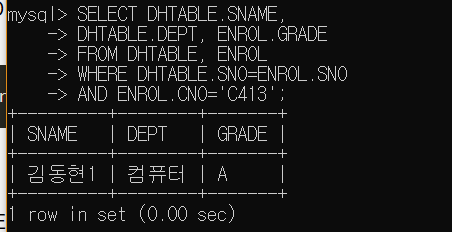 mysql> SELECT DHTABLE.SNAME,
    -> DHTABLE.DEPT, ENROL.GRADE
    -> FROM DHTABLE, ENROL
    -> WHERE DHTABLE.SNO=ENROL.SNO
    -> AND ENROL.CNO='C413';
+---------+--------+-------+
| SNAME   | DEPT   | GRADE |
+---------+--------+-------+
| 김동현1 | 컴퓨터 | A     |
+---------+--------+-------+
1 row in set (0.00 sec)